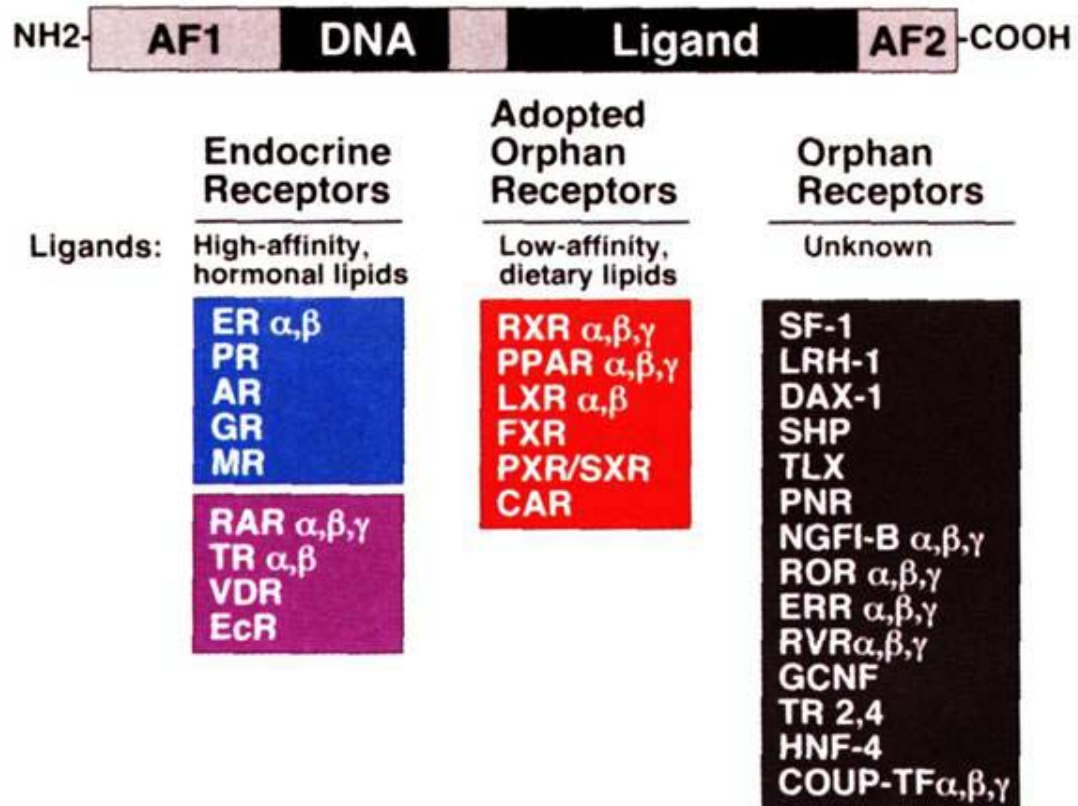 NH2- AF1 DNA Ligand AF2 -COOH
Endocrine
Receptors
Adopted
Orphan
Receptors
Orphan
Receptors
Ligands:
High-affinity,
hormonal lipids
Low-affinity,
dietary lipids
Unknown
ER α,β
PR
AR
GR
MR
RAR α,β,γ
TR α,β
VDR
EcR
RXR α,β,γ
PPAR α,β,γ
LXR α,β
FXR
PXR/SXR
CAR
SF-1
LRH-1
DAX-1
SHP
TLX
PNR
NGFI-B α,β,γ
ROR α,β,γ
ERR α,β,γ
RVRα,β,γ
GCNF
TR 2,4
HNF-4
COUP-TFα,β,γ